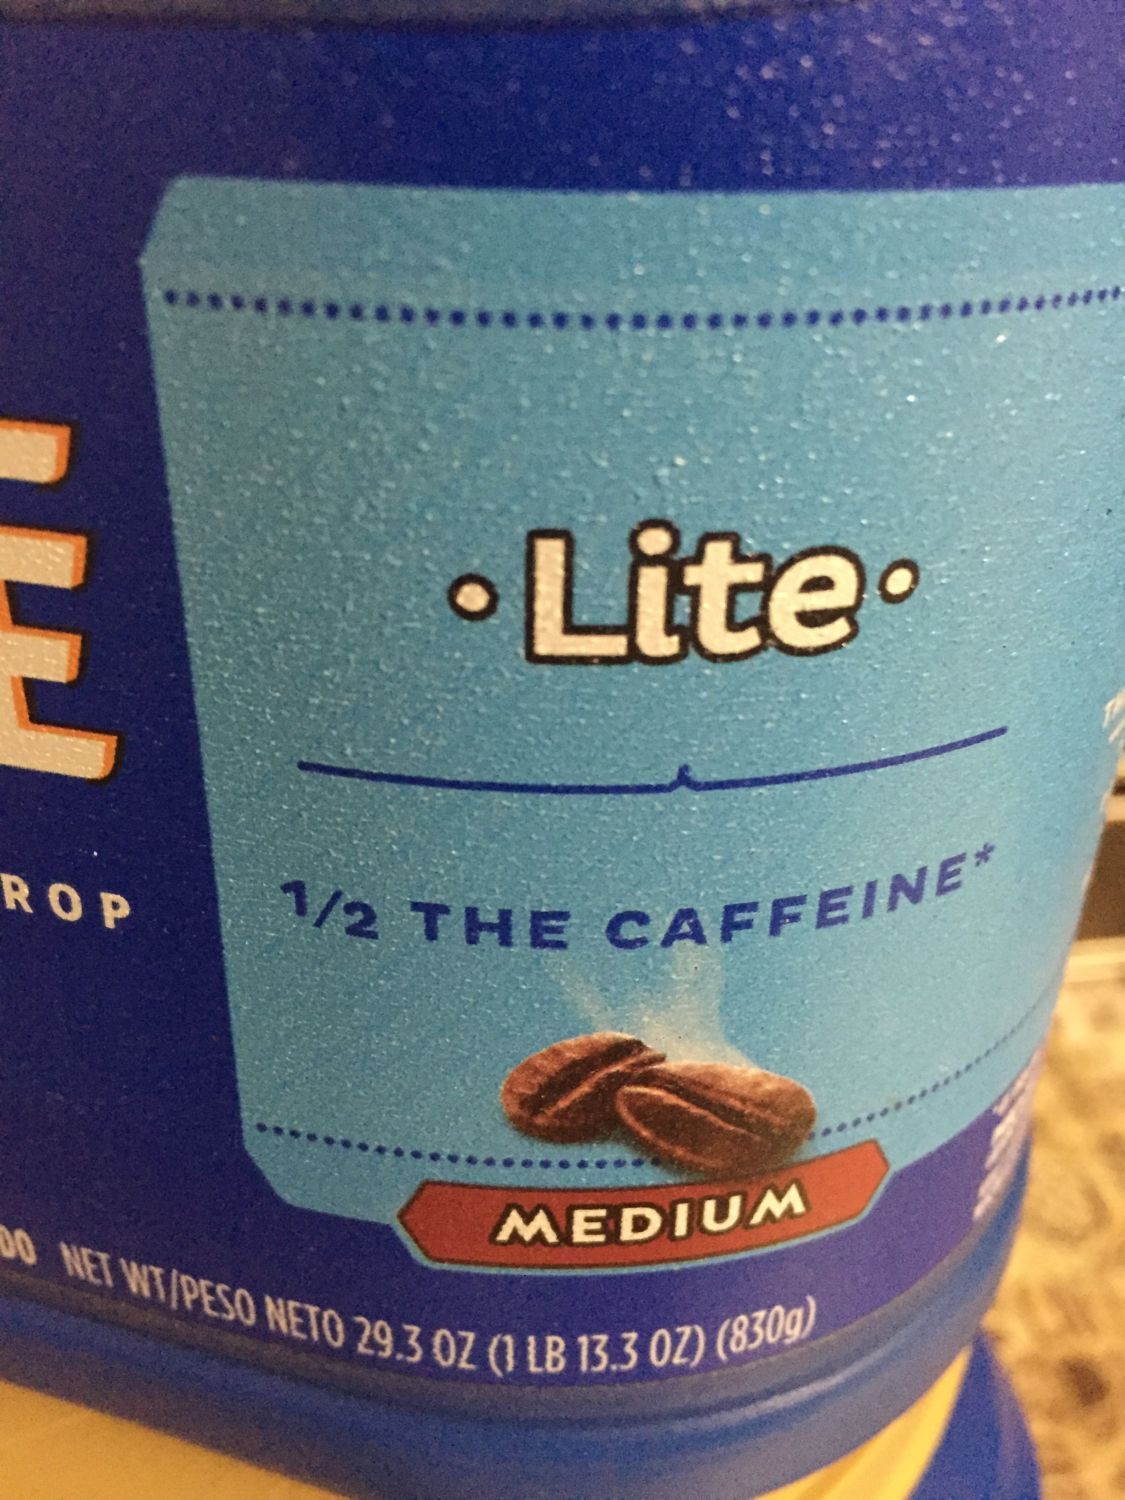 E
· Lite ·
1/2 THE CAFFEINE*
ROP
MEDIUM
DO NET WT/PESO NETO 29.3 OZ (1 LB 13.3 OZ) (830g)